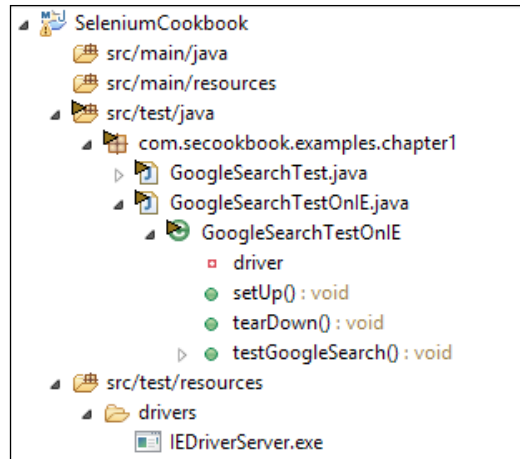 SeleniumCookbook
src/main/java
src/main/resources
src/test/java
com.secookbook.examples.chapter1
GoogleSearchTest.java
GoogleSearchTestOnIE.java
GoogleSearchTestOnIE
driver
setUp() : void
tearDown() : void
testGoogleSearch() : void
src/test/resources
drivers
IEDriverServer.exe